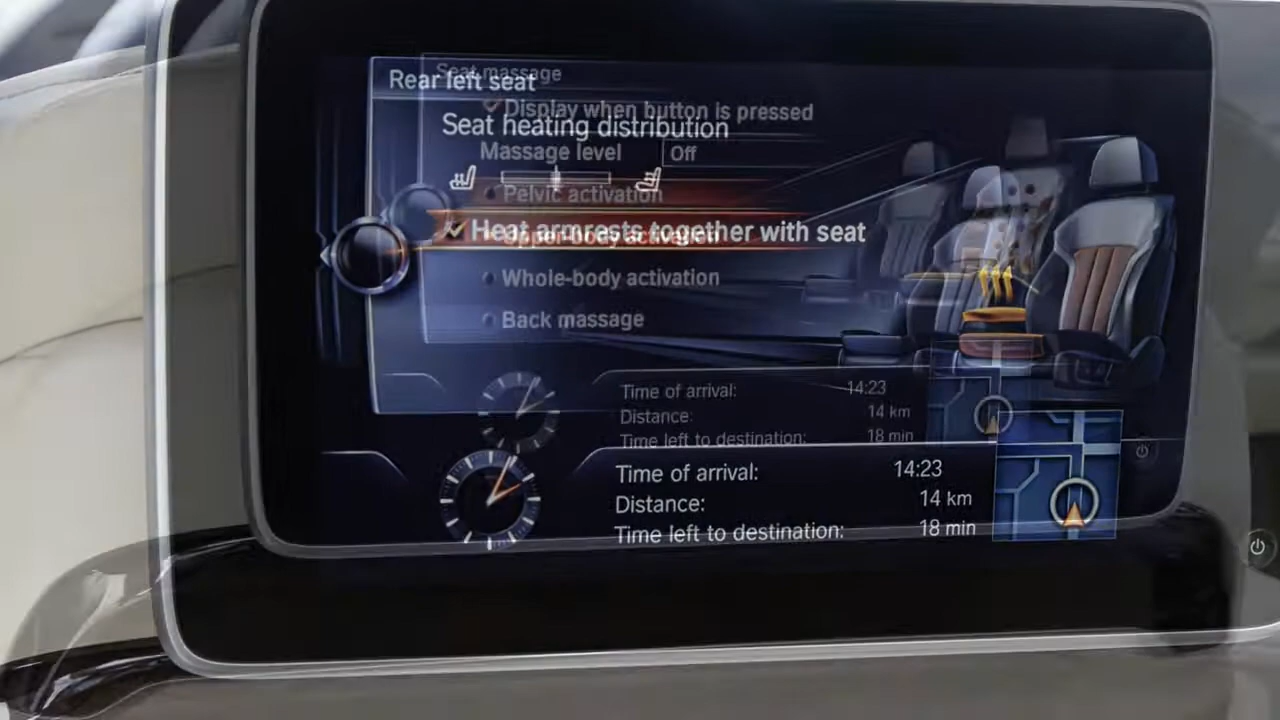 Seat massage
Rear left seat
Display when button is pressed
Seat heating distribution
Massage level Off
Pelvic activation
Heat armrests together with seat
Upper-body activation
Whole-body activation
Back massage
Time of arrival: 14:23
Distance: 14 km
Time left to destination: 18 min
Time of arrival: 14:23
Distance: 14 km
Time left to destination: 18 min